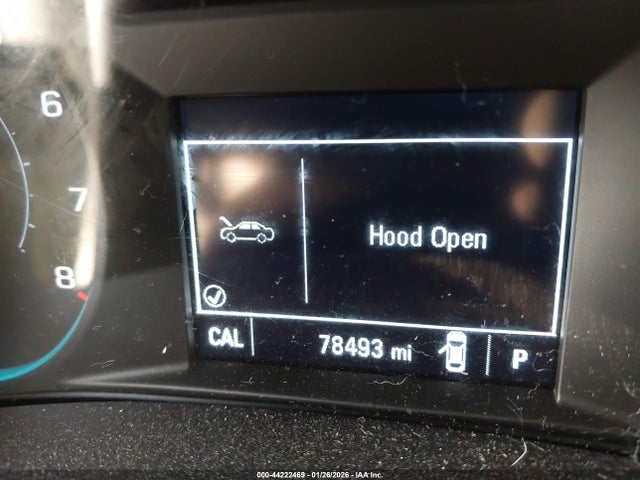 6
7
8
Hood Open
CAL
78493 mi
P
000-44222469 | 01/26/2026 - IAA Inc.